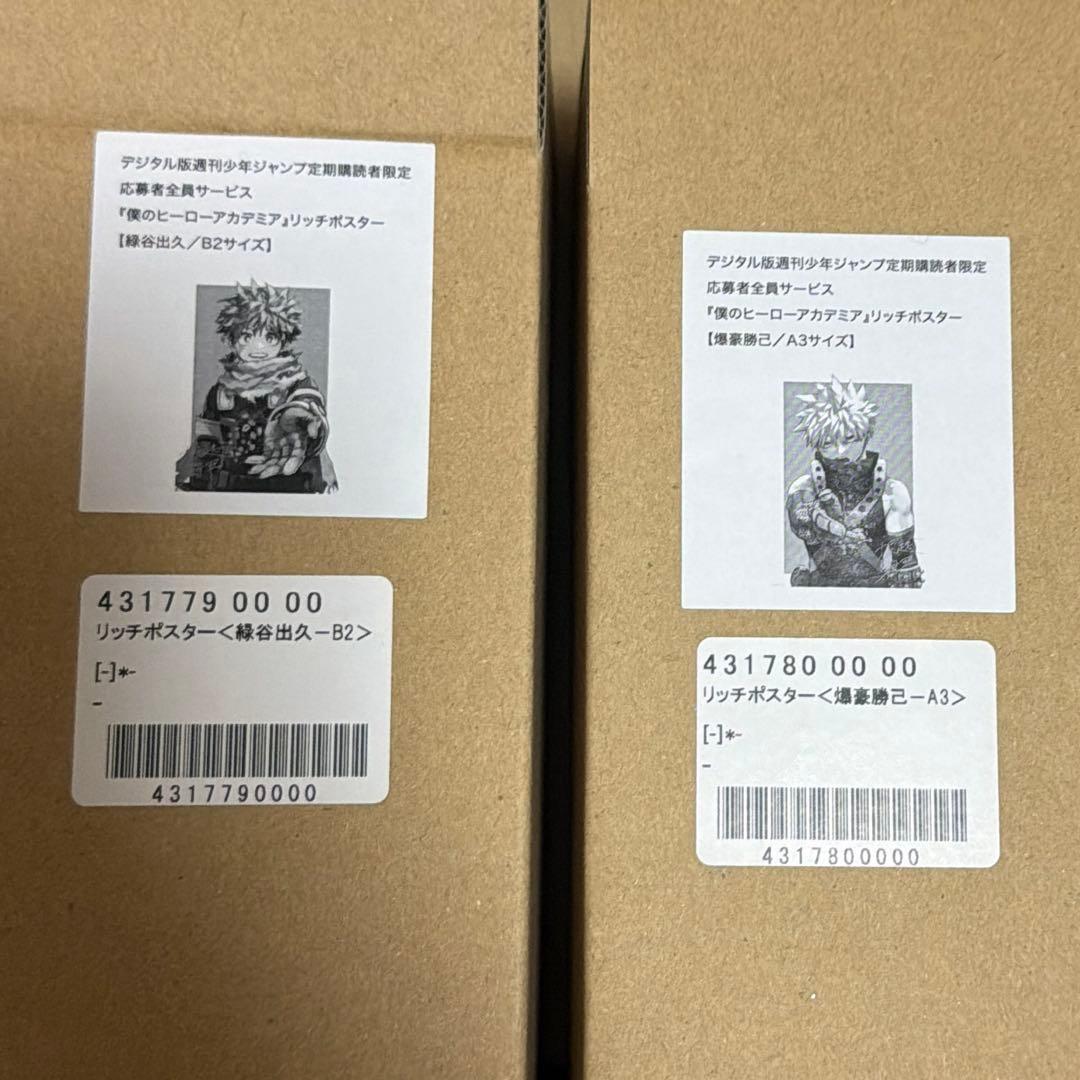 デジタル版週刊少年ジャンプ定期購読者限定
応募者全員サービス
『僕のヒーローアカデミア』リッチポスター
【緑谷出久／B2サイズ】
431779 00 00
リッチポスター＜緑谷出久－B2＞
[-]*-
-
4317790000
デジタル版週刊少年ジャンプ定期購読者限定
応募者全員サービス
『僕のヒーローアカデミア』リッチポスター
【爆豪勝己／A3サイズ】
431780 00 00
リッチポスター＜爆豪勝己－A3＞
[-]*-
-
4317800000